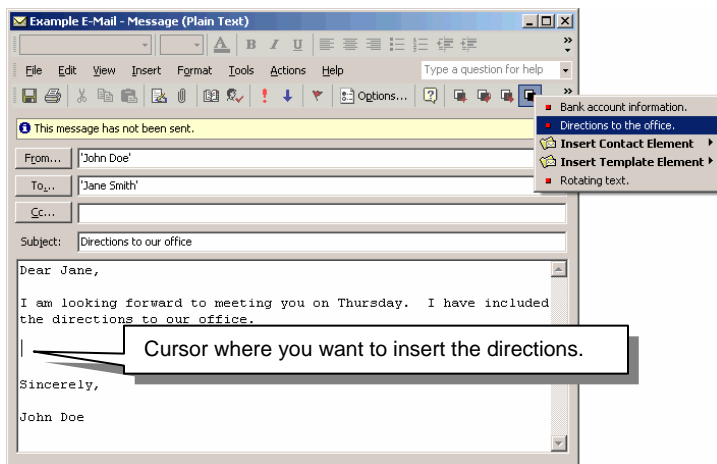 Example E-Mail - Message (Plain Text)
File Edit View Insert Format Tools Actions Help Type a question for help
Options...
This message has not been sent.
From... 'John Doe'
To... 'Jane Smith'
Cc...
Subject: Directions to our office
Dear Jane,
I am looking forward to meeting you on Thursday. I have included
the directions to our office.
Cursor where you want to insert the directions.
Sincerely,
John Doe
Bank account information.
Directions to the office.
Insert Contact Element
Insert Template Element
Rotating text.